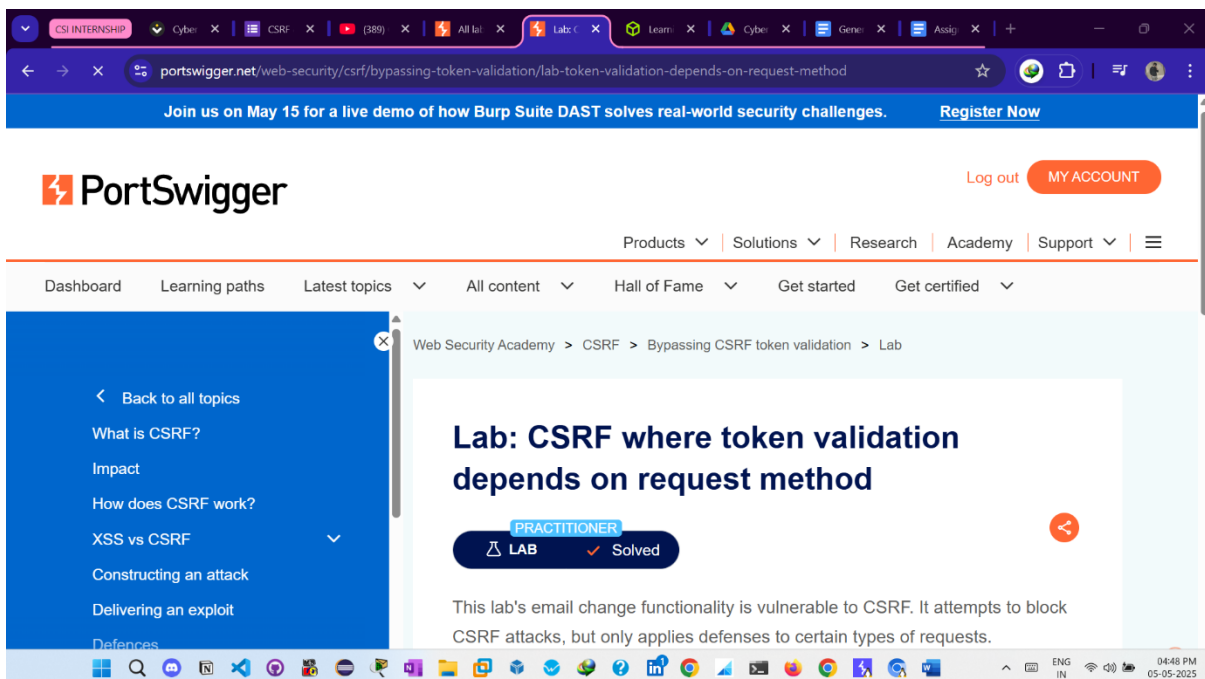 CSI INTERNSHIP Cyber CSRF (389) All lab Lab: C Learn Cyber Gene Assig
portswigger.net/web-security/csrf/bypassing-token-validation/lab-token-validation-depends-on-request-method
Join us on May 15 for a live demo of how Burp Suite DAST solves real-world security challenges. Register Now
PortSwigger
Log out MY ACCOUNT
Products Solutions Research Academy Support
Dashboard Learning paths Latest topics All content Hall of Fame Get started Get certified
Back to all topics
What is CSRF?
Impact
How does CSRF work?
XSS vs CSRF
Constructing an attack
Delivering an exploit
Defences
Web Security Academy > CSRF > Bypassing CSRF token validation > Lab
Lab: CSRF where token validation
depends on request method
PRACTITIONER
LAB Solved
This lab's email change functionality is vulnerable to CSRF. It attempts to block
CSRF attacks, but only applies defenses to certain types of requests.
ENG
IN
04:48 PM
05-05-2025